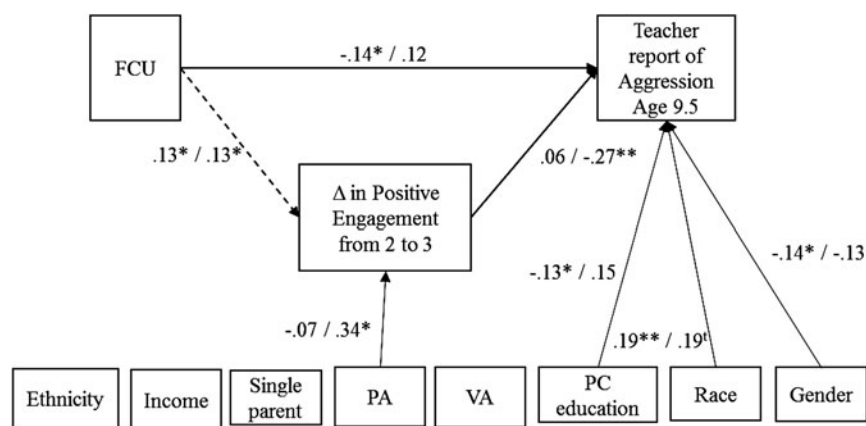 FCU
-.14* / .12
Teacher
report of
Aggression
Age 9.5
.13* / .13*
.06 / -.27**
Δ in Positive
Engagement
from 2 to 3
-.07 / .34*
-.13* / .15
.19** / .19ᵗ
-.14* / -.13
Ethnicity
Income
Single
parent
PA
VA
PC
education
Race
Gender